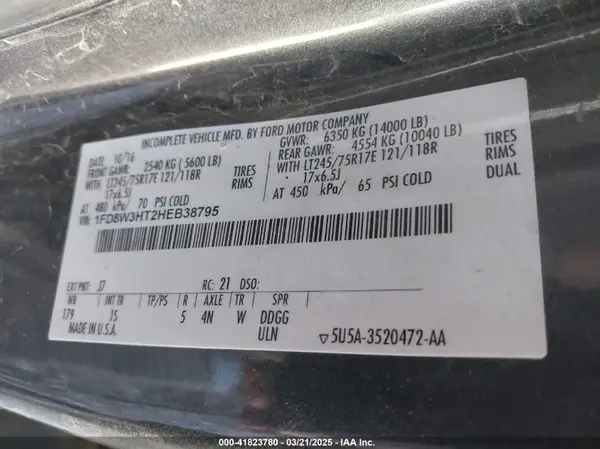 INCOMPLETE VEHICLE MFD. BY FORD MOTOR COMPANY
DATE: 10/16 GVWR: 6350 KG (14000 LB)
FRONT GAWR: 2540 KG (5600 LB) REAR GAWR: 4554 KG (10040 LB)
WITH LT245/75R17E 121/118R TIRES WITH LT245/75R17E 121/118R TIRES
17x6.5J RIMS 17x6.5J RIMS
AT 480 kPa/ 70 PSI COLD AT 450 kPa/ 65 PSI COLD DUAL
VIN: 1FD8W3HT2HEB38795
EXT PNT: J7 RC: 21 DSO:
WB INT TR TP/PS R AXLE TR SPR
179 15 5 4N W DDGG
MADE IN U.S.A. ULN ▽5U5A-3520472-AA
000-41823780 — 03/21/2025 — IAA Inc.